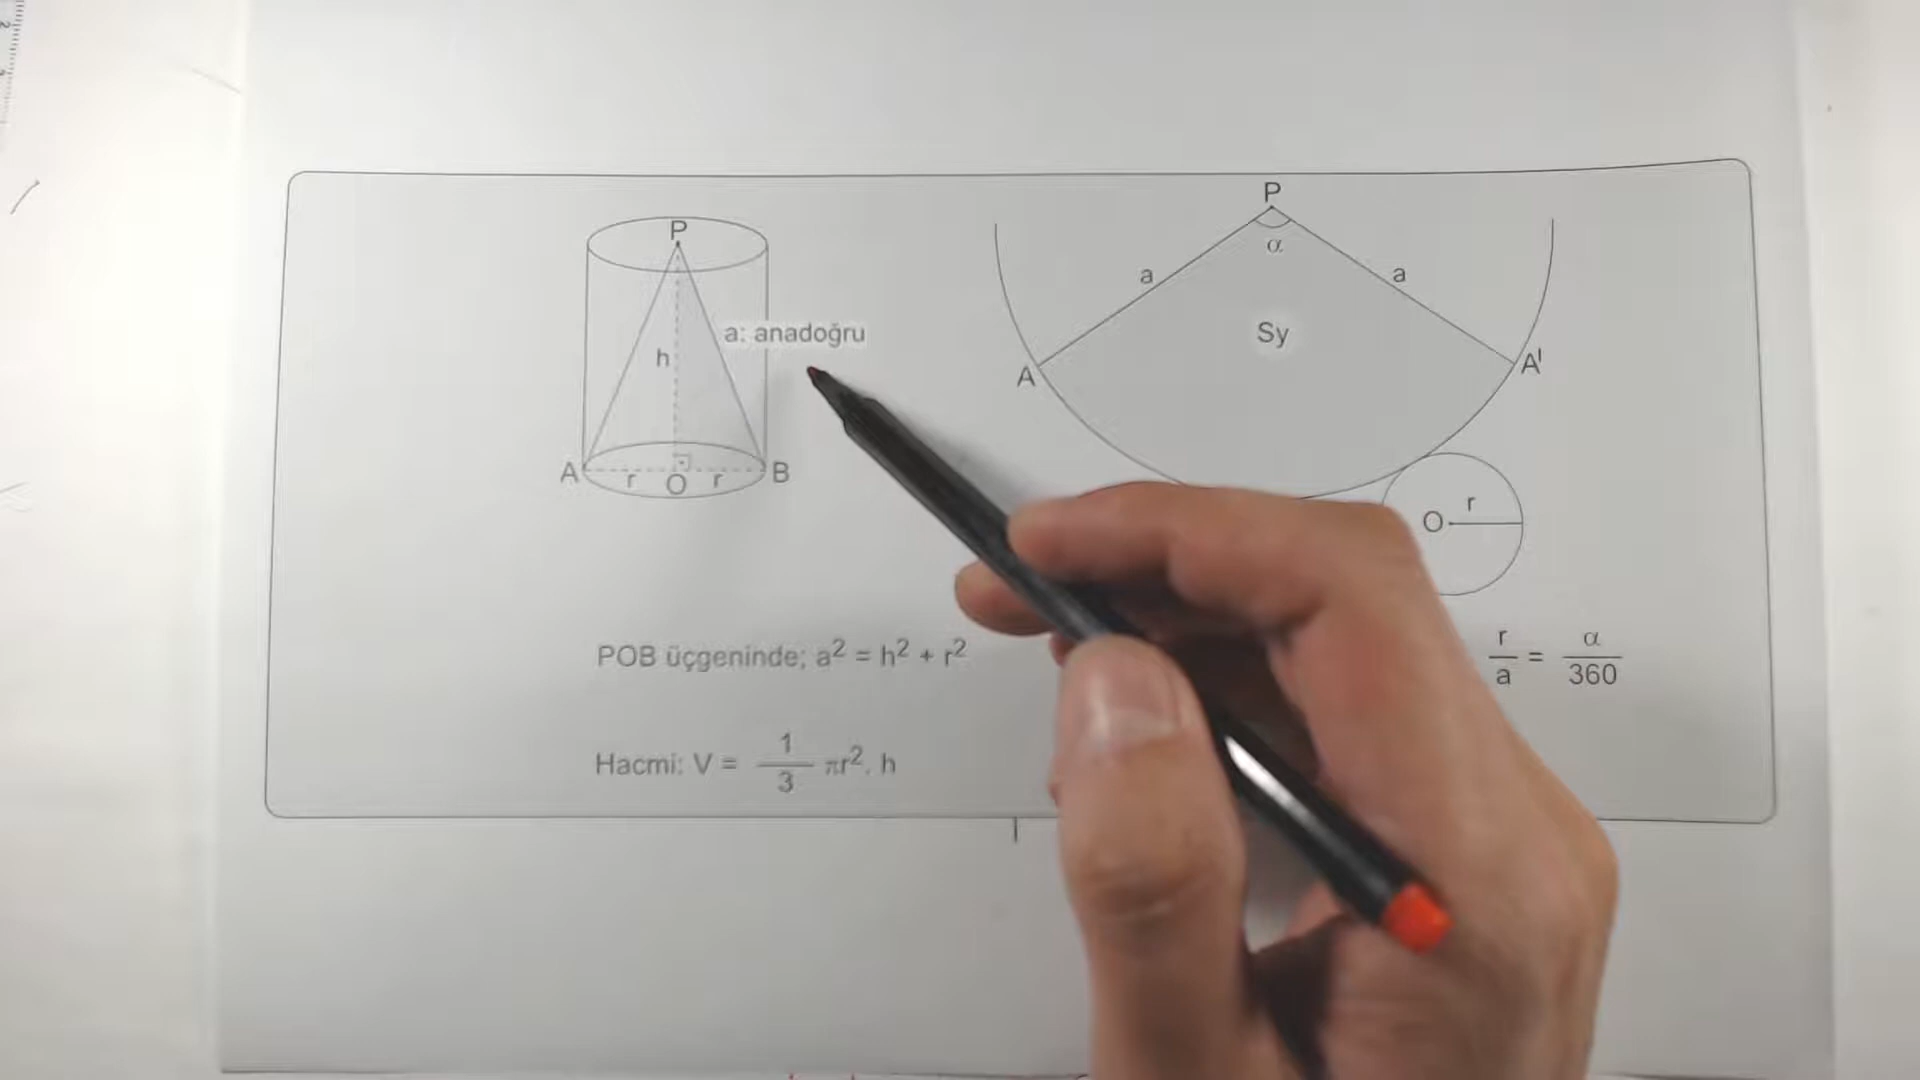 P
a: anadoğru
h
A r O r B
P
α
a a
Sy
A A'
O r
POB üçgeninde; a² = h² + r²
r/a = α/360
Hacmi: V = 1/3 πr². h